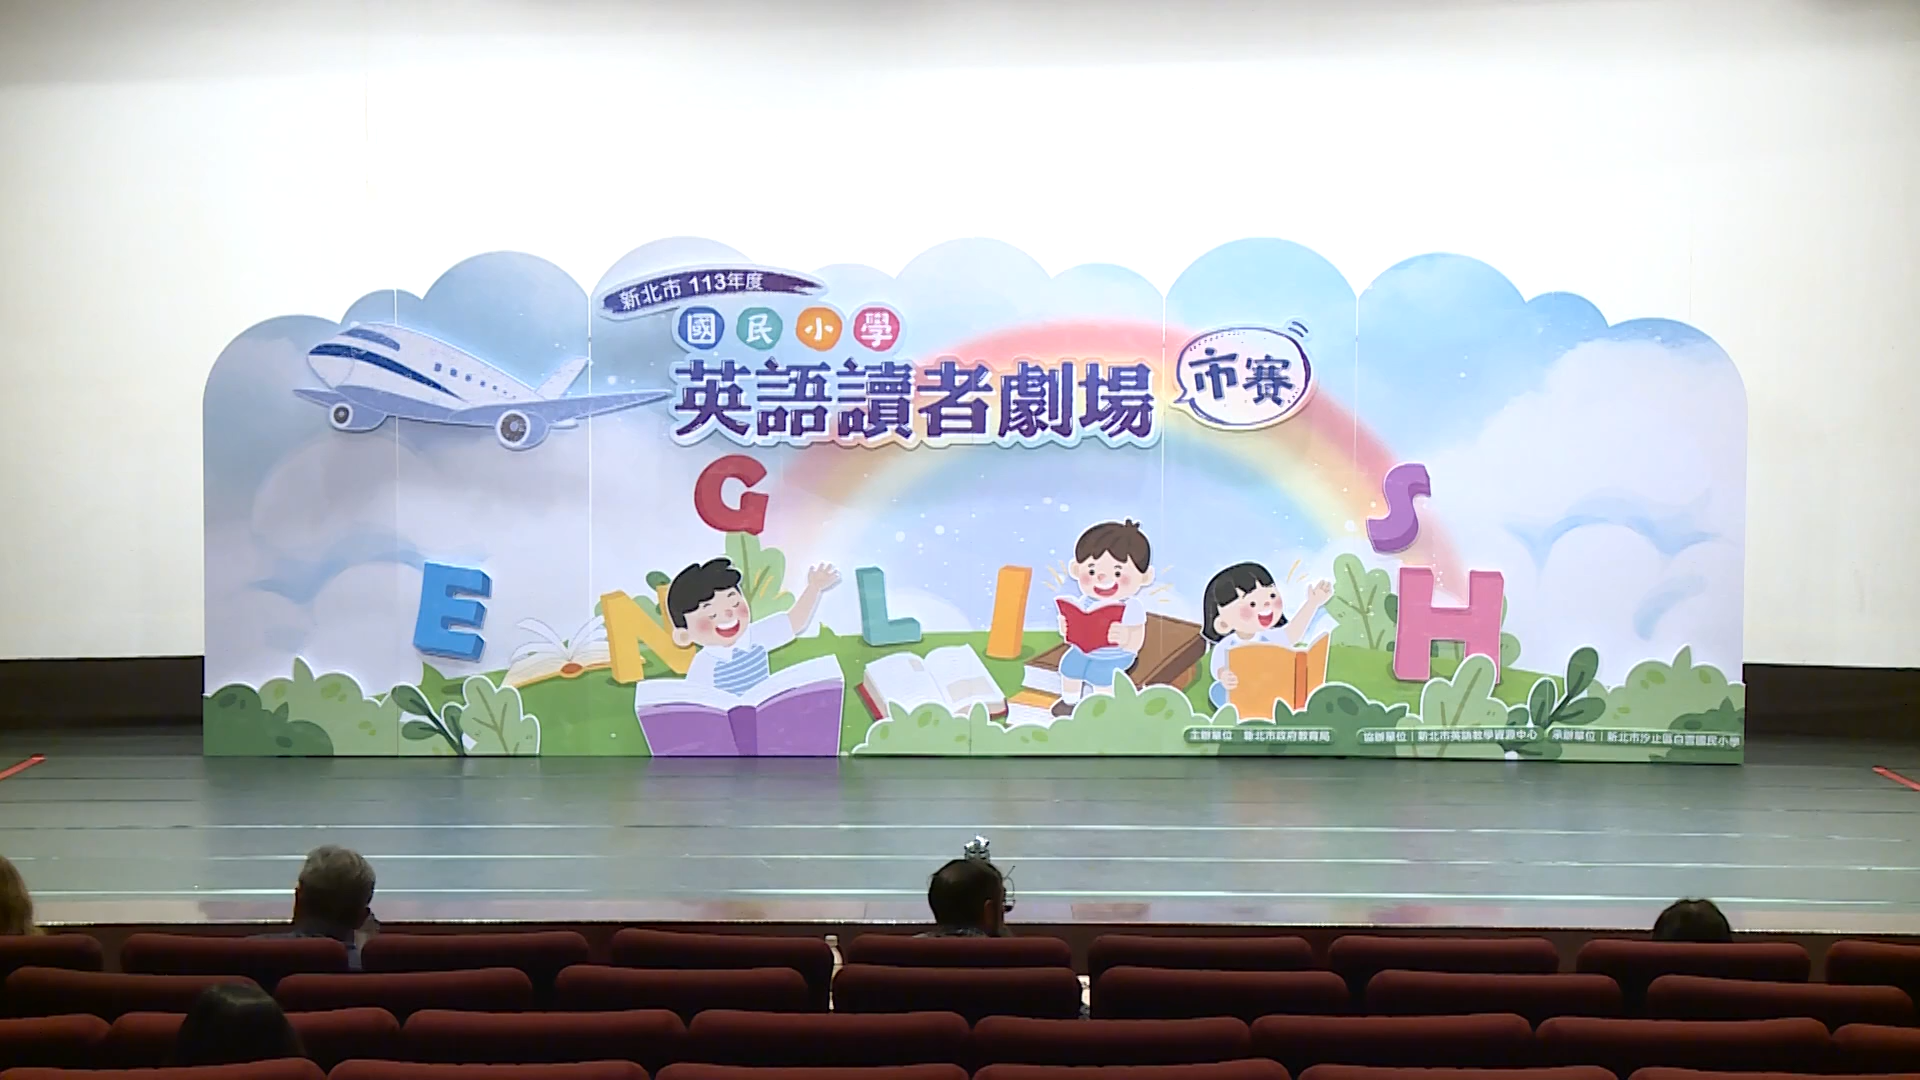 新北市 113年度
國民小學
英語讀者劇場
市賽
ENGLISH
主辦單位 新北市政府教育局 協辦單位|新北市英語教學資源中心 承辦單位|新北市汐止區白雲國民小學